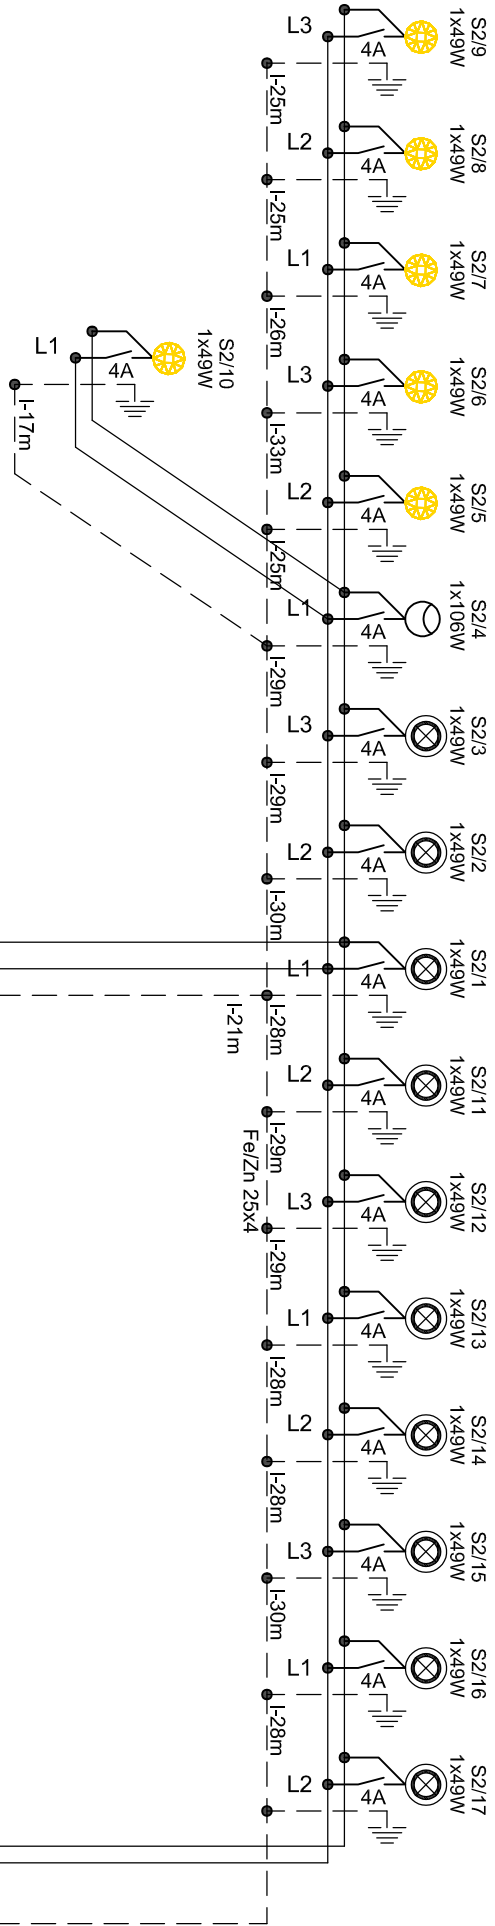 S2/9
1x49W
L3
4A
l-25m
S2/8
1x49W
L2
4A
l-25m
S2/7
1x49W
L1
4A
l-26m
S2/10
1x49W
L1
4A
l-17m
S2/6
1x49W
L3
4A
l-33m
S2/5
1x49W
L2
4A
l-25m
S2/4
1x106W
L1
4A
l-29m
S2/3
1x49W
L3
4A
l-29m
S2/2
1x49W
L2
4A
l-30m
S2/1
1x49W
L1
4A
l-28m
l-21m
S2/11
1x49W
L2
4A
l-29m
Fe/Zn 25x4
S2/12
1x49W
L3
4A
l-29m
S2/13
1x49W
L1
4A
l-28m
S2/14
1x49W
L2
4A
l-28m
S2/15
1x49W
L3
4A
l-30m
S2/16
1x49W
L1
4A
l-28m
S2/17
1x49W
L2
4A